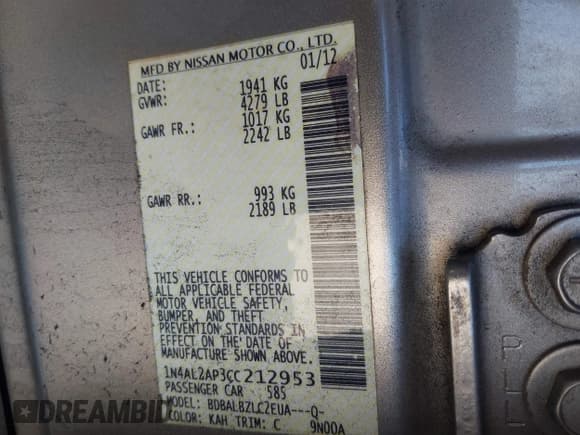 MFD BY NISSAN MOTOR CO., LTD.
DATE: 01/12
GVWR: 1941 KG
4279 LB
GAWR FR.: 1017 KG
2242 LB
GAWR RR.: 993 KG
2189 LB
THIS VEHICLE CONFORMS TO
ALL APPLICABLE FEDERAL
MOTOR VEHICLE SAFETY,
BUMPER, AND THEFT
PREVENTION STANDARDS IN
EFFECT ON THE DATE OF
MANUFACTURE SHOWN ABOVE.
1N4AL2AP3CC212953
PASSENGER CAR 585
MODEL: BDBALBZLC2EUA---Q-
COLOR: KAH TRIM: C 9N00A
DREAMBID
DREAMBID.COM